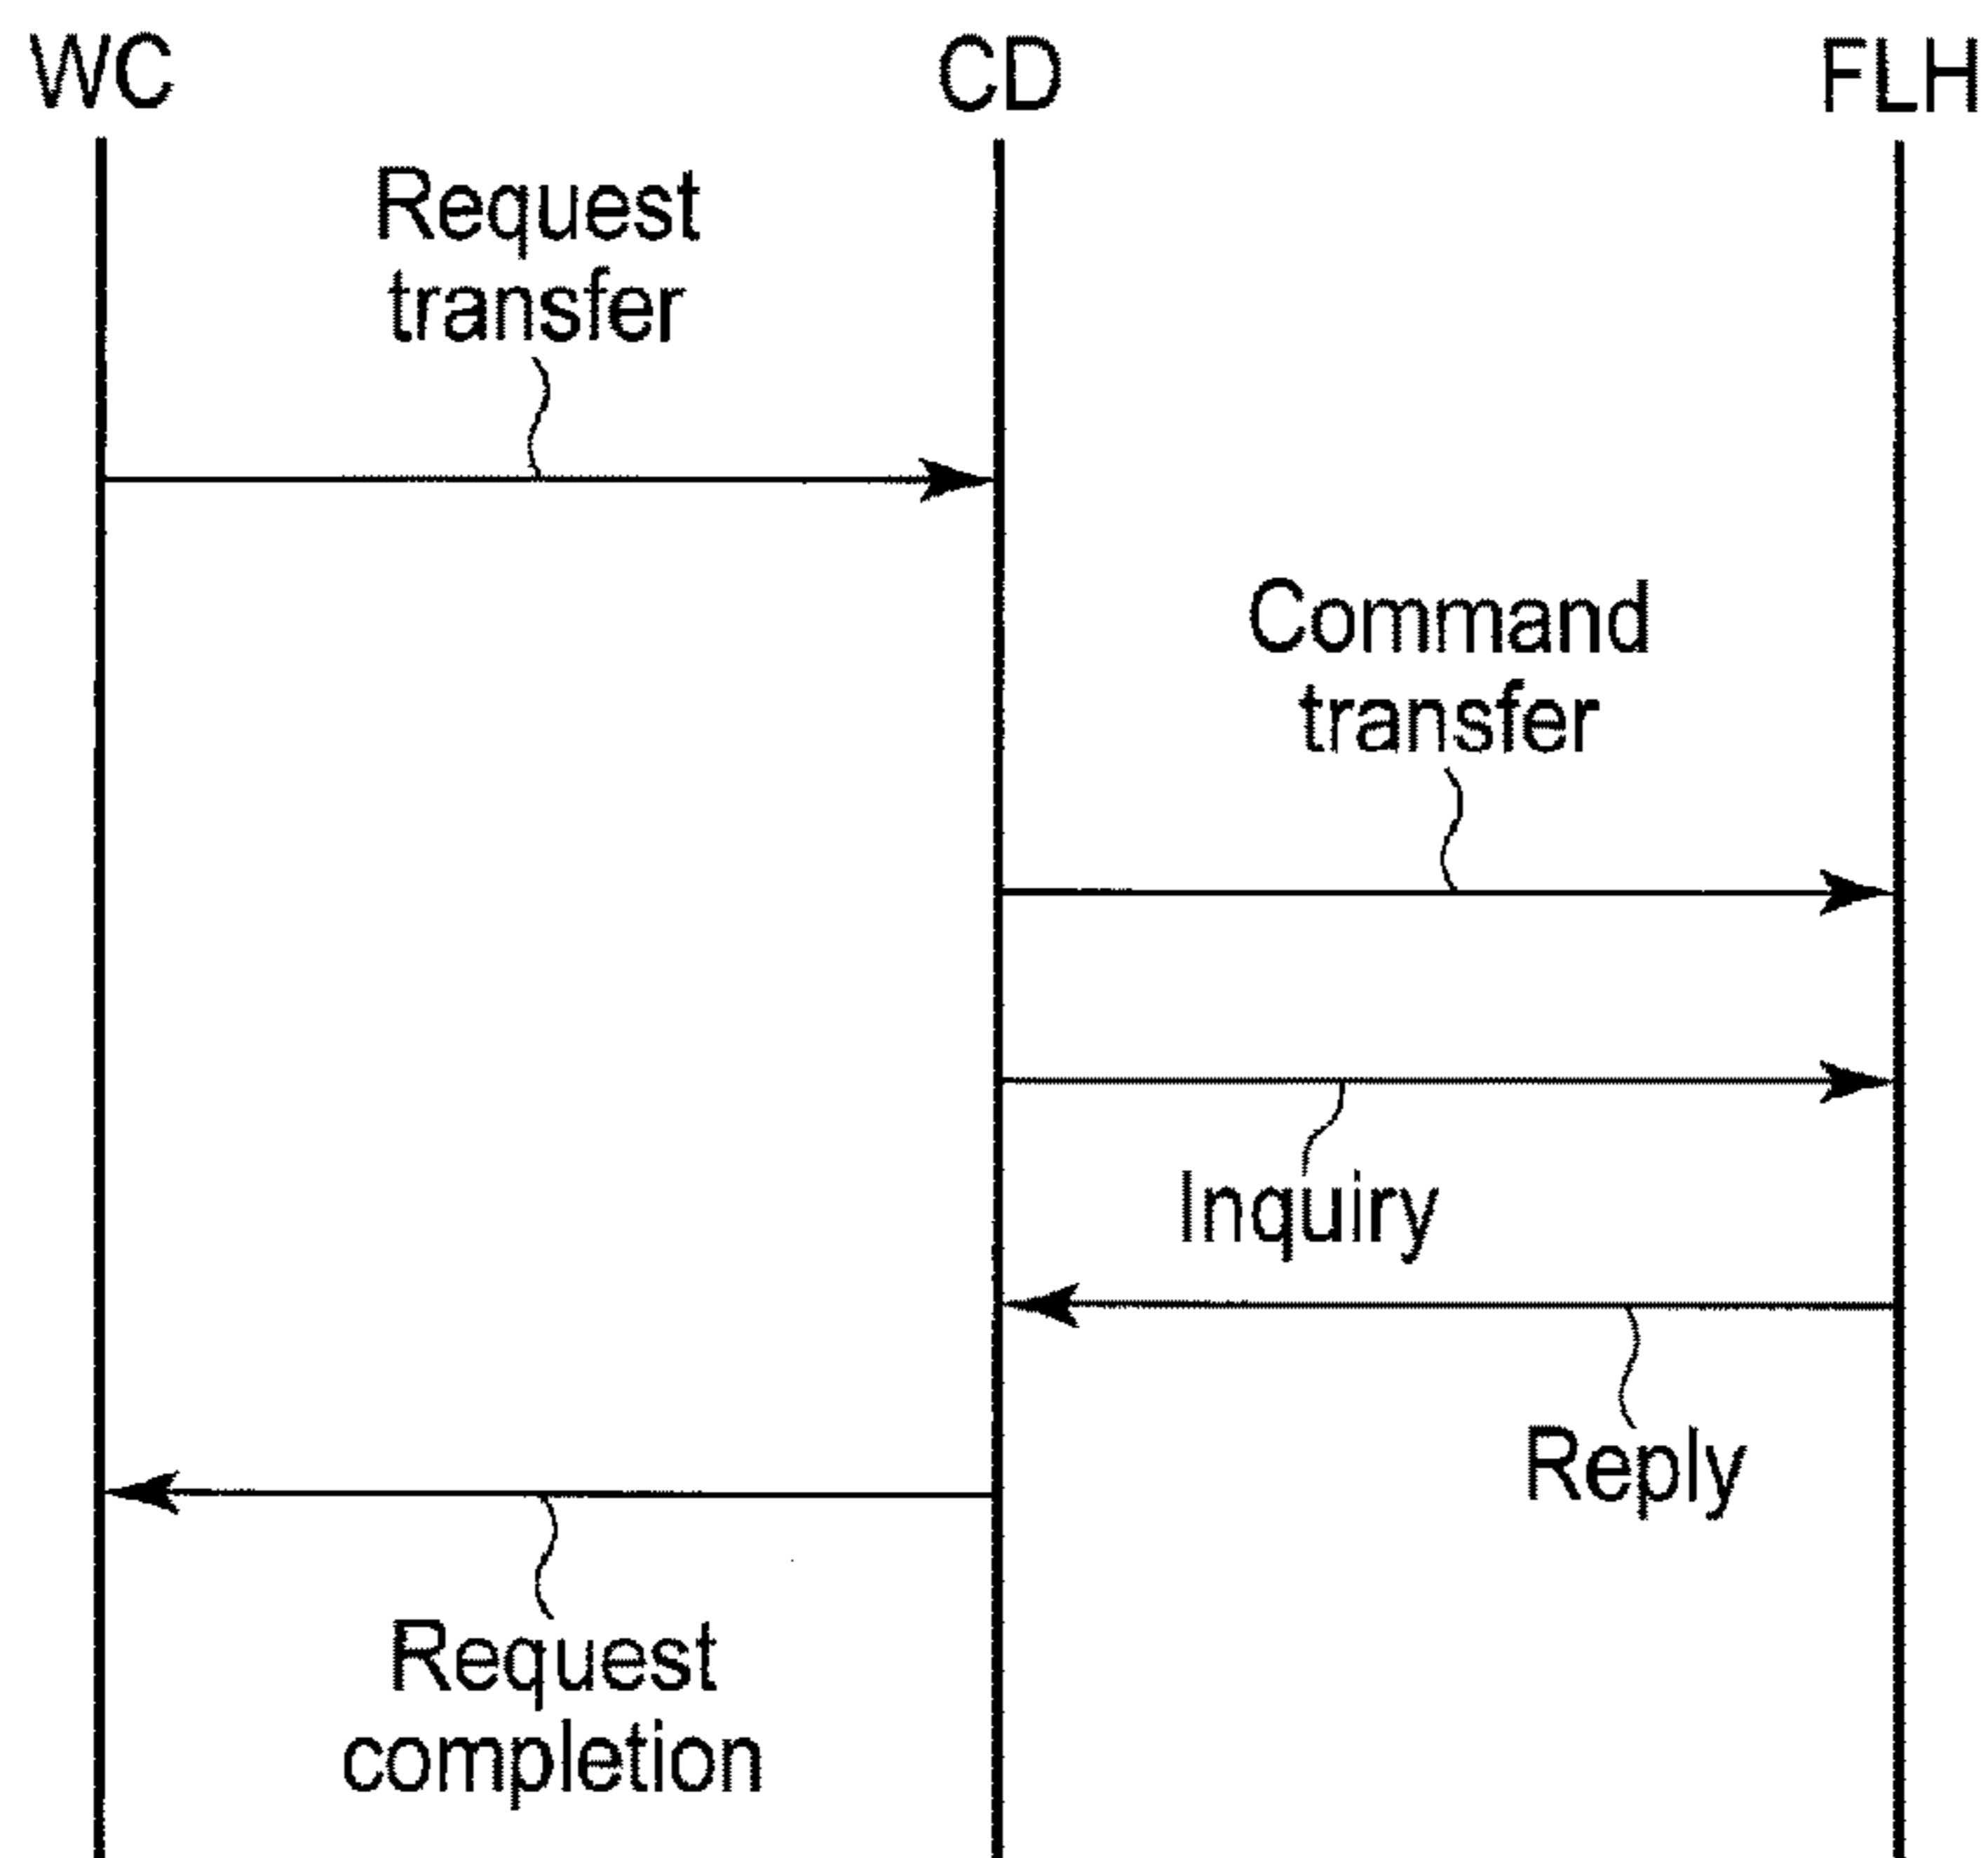 WC CD FLH
Request
transfer
Command
transfer
Inquiry
Reply
Request
completion